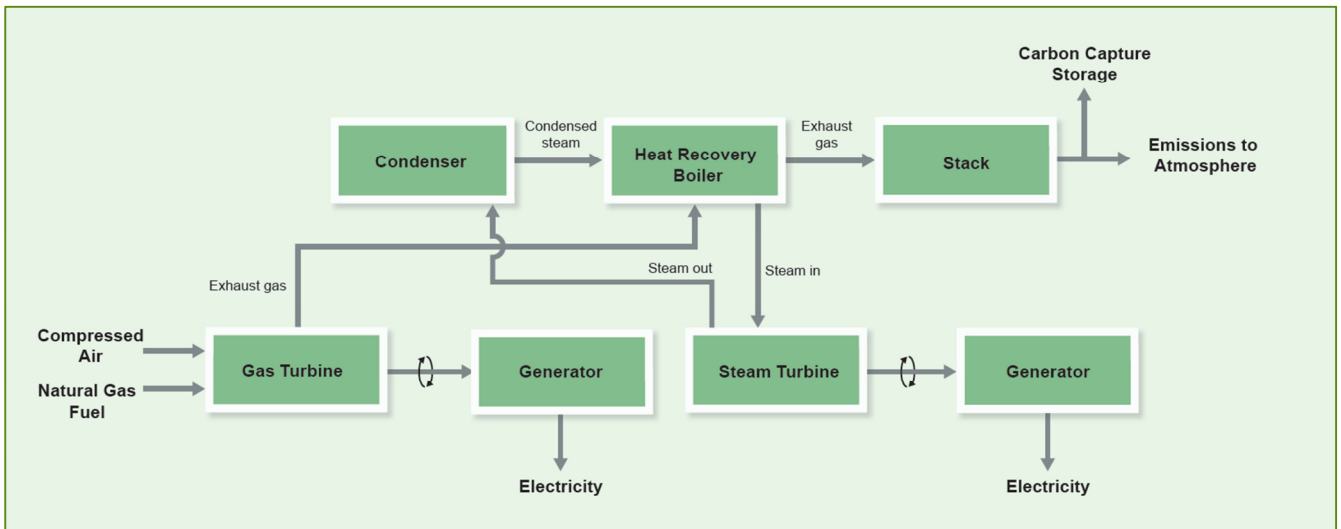 Carbon Capture
Storage
Condensed
steam
Exhaust
gas
Condenser
Heat Recovery
Boiler
Stack
Emissions to
Atmosphere
Exhaust gas
Steam out
Steam in
Compressed
Air
Natural Gas
Fuel
Gas Turbine
Generator
Steam Turbine
Generator
Electricity
Electricity